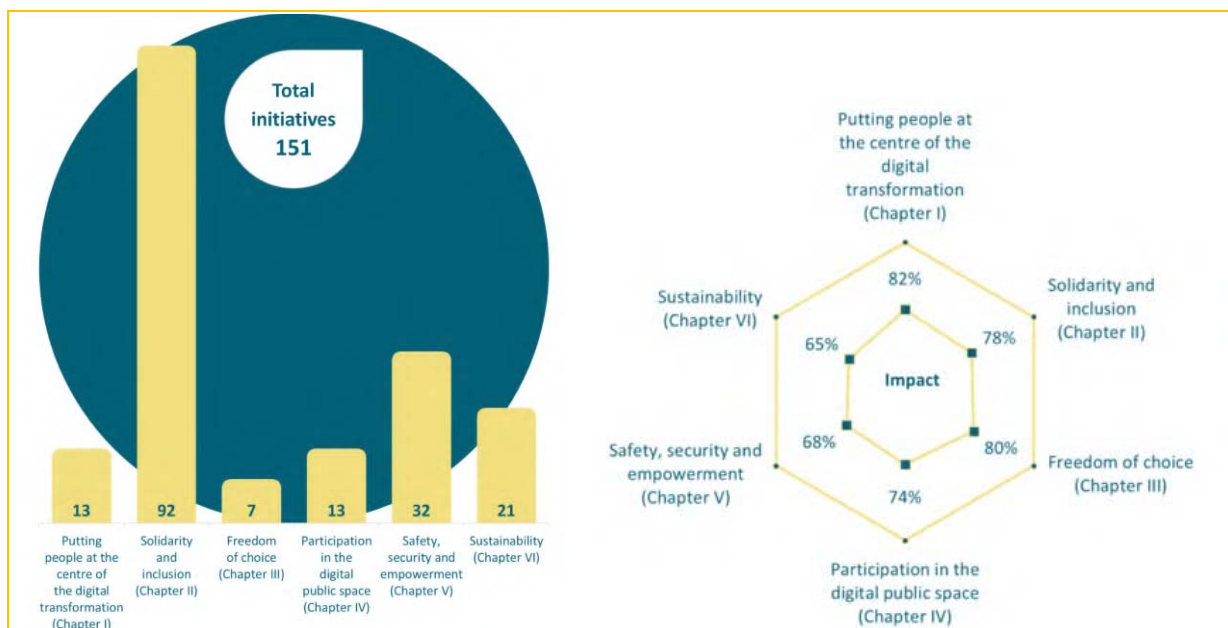 Total
initiatives
151
13
92
7
13
32
21
Putting
people at the
centre of
the digital
transformation
(Chapter I)
Solidarity
and
inclusion
(Chapter II)
Freedom
of choice
(Chapter III)
Participation
in the
digital
public space
(Chapter IV)
Safety,
security and
empowerment
(Chapter V)
Sustainability
(Chapter VI)
Putting people at
the centre of the
digital
transformation
(Chapter I)
82%
Solidarity and
inclusion
(Chapter II)
78%
Freedom of choice
(Chapter III)
80%
Participation in the
digital public space
(Chapter IV)
74%
Safety, security and
empowerment
(Chapter V)
68%
Sustainability
(Chapter VI)
65%
Impact